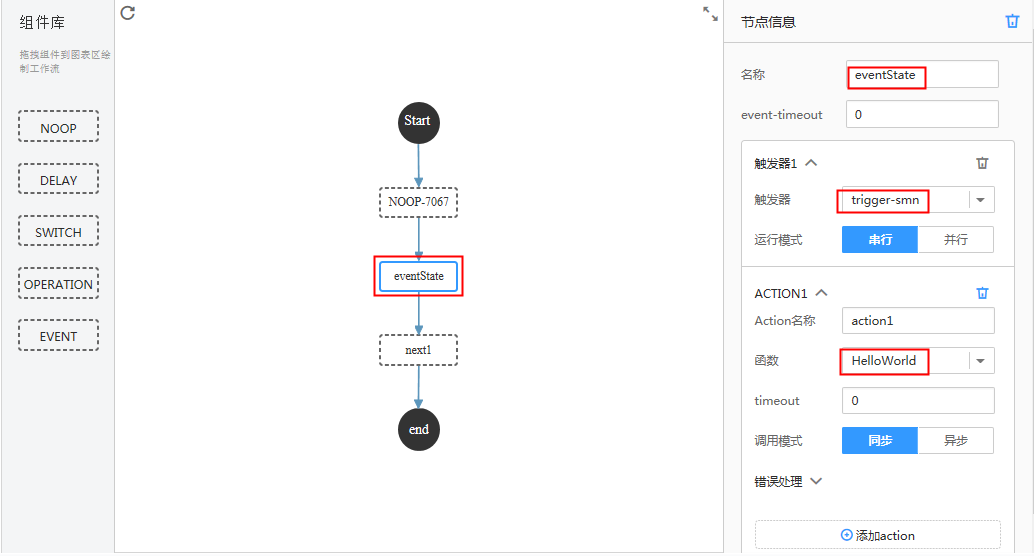 组件库
拖拽组件到图表区绘
制工作流
NOOP
DELAY
SWITCH
OPERATION
EVENT
Start
NOOP-7067
eventState
next1
end
节点信息
名称 eventState
event-timeout 0
触发器1
触发器 trigger-smn
运行模式 串行 并行
ACTION1
Action名称 action1
函数 HelloWorld
timeout 0
调用模式 同步 异步
错误处理
添加action